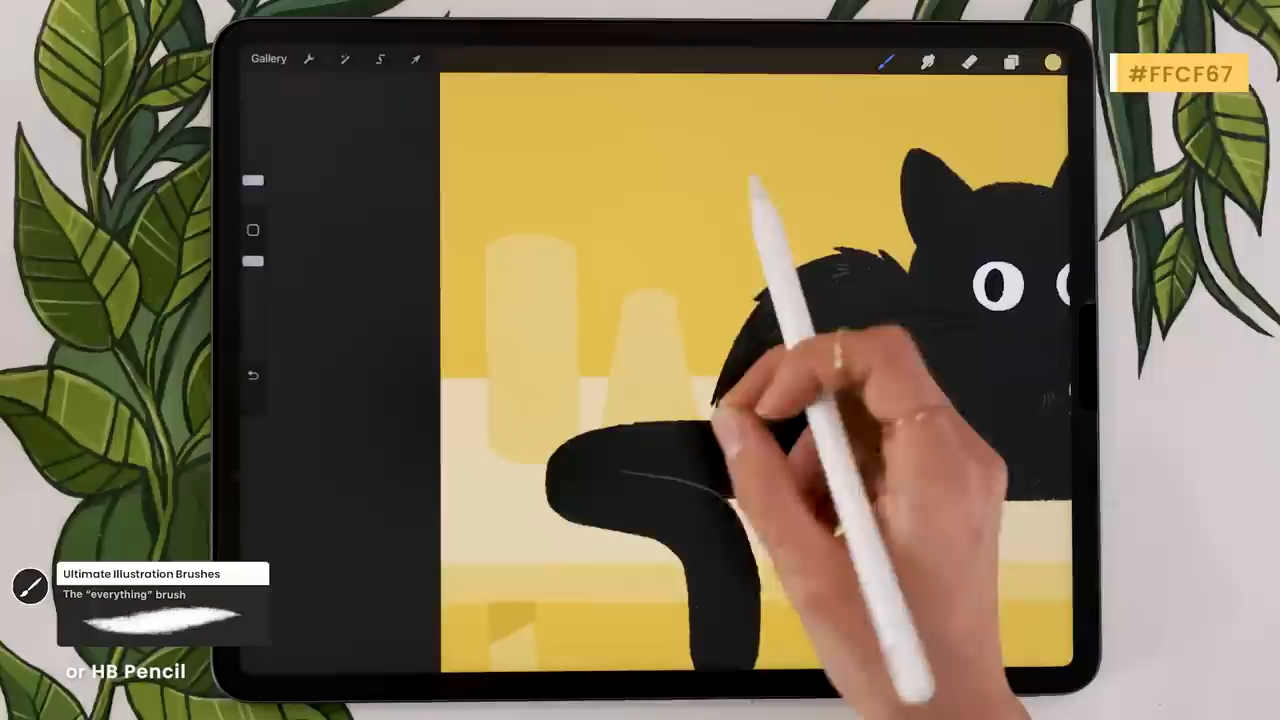 Gallery
#FFCF67
Ultimate Illustration Brushes
The “everything” brush
or HB Pencil